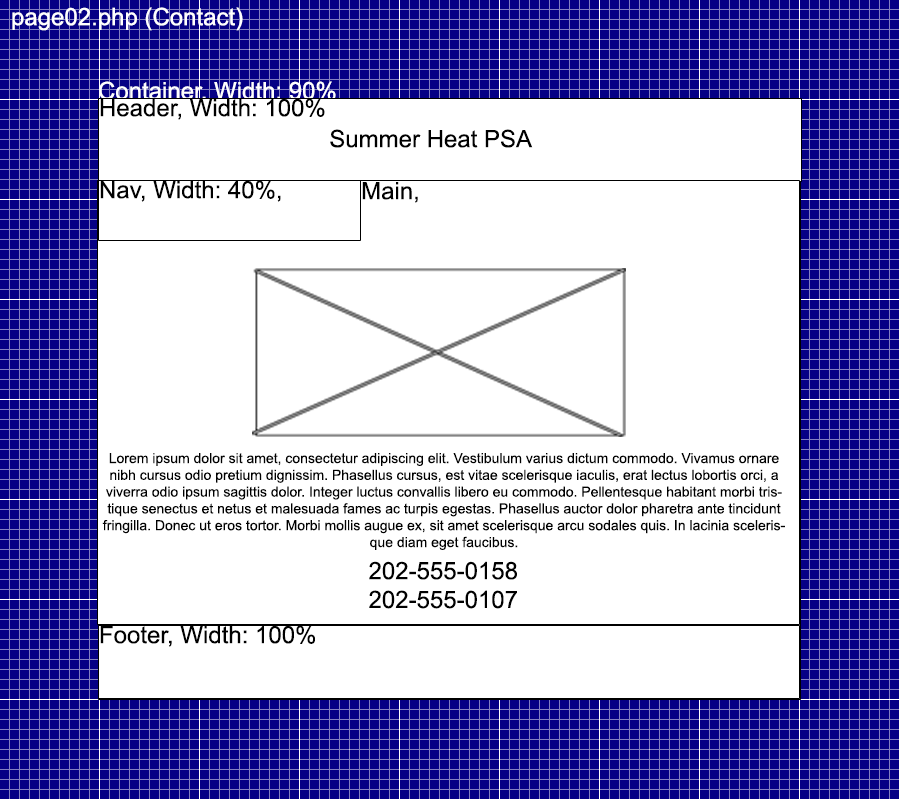 page02.php (Contact)
Container, Width: 90%
Header, Width: 100%
Summer Heat PSA
Nav, Width: 40%,
Main,
Lorem ipsum dolor sit amet, consectetur adipiscing elit. Vestibulum varius dictum commodo. Vivamus ornare
nibh cursus odio pretium dignissim. Phasellus cursus, est vitae scelerisque iaculis, erat lectus lobortis orci, a
viverra odio ipsum sagittis dolor. Integer luctus convallis libero eu commodo. Pellentesque habitant morbi tris-
tique senectus et netus et malesuada fames ac turpis egestas. Phasellus auctor dolor pharetra ante tincidunt
fringilla. Donec ut eros tortor. Morbi mollis augue ex, sit amet scelerisque arcu sodales quis. In lacinia sceleris-
que diam eget faucibus.
202-555-0158
202-555-0107
Footer, Width: 100%